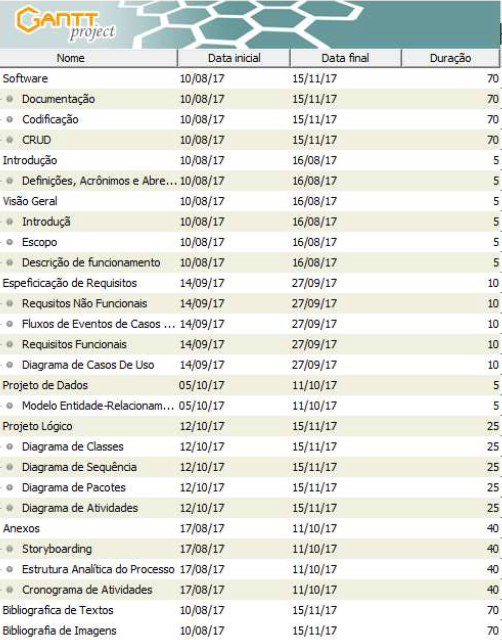 GANTT
project
Nome Data inicial Data final Duração
Software 10/08/17 15/11/17 70
Documentação 10/08/17 15/11/17 70
Codificação 10/08/17 15/11/17 70
CRUD 10/08/17 15/11/17 70
Introdução 10/08/17 16/08/17 5
Definições, Acrônimos e Abre... 10/08/17 16/08/17 5
Visão Geral 10/08/17 16/08/17 5
Introduçã 10/08/17 16/08/17 5
Escopo 10/08/17 16/08/17 5
Descrição de funcionamento 10/08/17 16/08/17 5
Espeficicação de Requisitos 14/09/17 27/09/17 10
Requsitos Não Funcionais 14/09/17 27/09/17 10
Fluxos de Eventos de Casos ... 14/09/17 27/09/17 10
Requisitos Funcionais 14/09/17 27/09/17 10
Diagrama de Casos De Uso 14/09/17 27/09/17 10
Projeto de Dados 05/10/17 11/10/17 5
Modelo Entidade-Relacionam... 05/10/17 11/10/17 5
Projeto Lógico 12/10/17 15/11/17 25
Diagrama de Classes 12/10/17 15/11/17 25
Diagrama de Sequência 12/10/17 15/11/17 25
Diagrama de Pacotes 12/10/17 15/11/17 25
Diagrama de Atividades 12/10/17 15/11/17 25
Anexos 17/08/17 11/10/17 40
Storyboarding 17/08/17 11/10/17 40
Estrutura Analítica do Processo 17/08/17 11/10/17 40
Cronograma de Atividades 17/08/17 11/10/17 40
Bibliografica de Textos 10/08/17 15/11/17 70
Bibliografia de Imagens 10/08/17 15/11/17 70